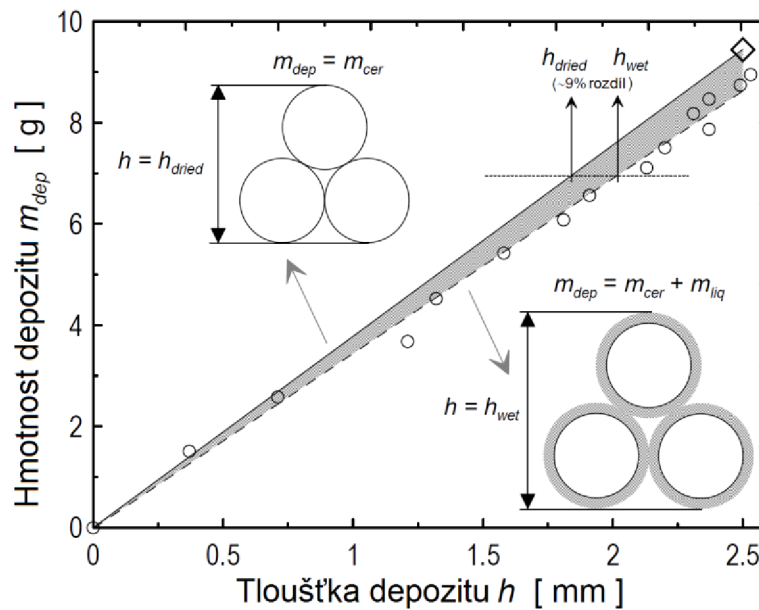 10
8
6
4
2
0
Hmotnost depozitu m_dep [ g ]
m_dep = m_cer
h = h_dried
h_dried h_wet
(~9% rozdíl)
m_dep = m_cer + m_liq
h = h_wet
0 0.5 1 1.5 2 2.5
Tloušťka depozitu h [ mm ]